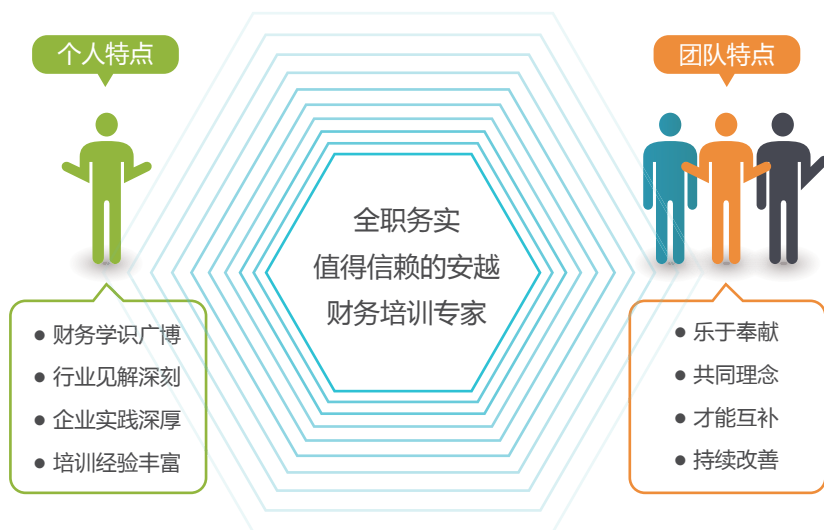 个人特点
团队特点
全职务实
值得信赖的安越
财务培训专家
● 财务学识广博
● 行业见解深刻
● 企业实践深厚
● 培训经验丰富
● 乐于奉献
● 共同理念
● 才能互补
● 持续改善